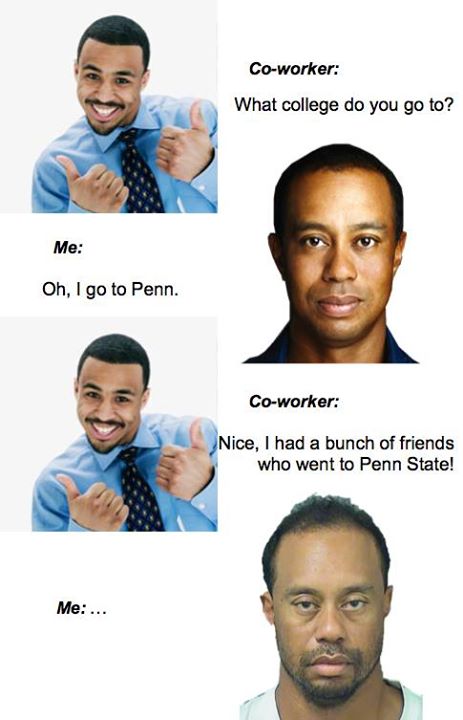 Co-worker:
What college do you go to?
Me:
Oh, I go to Penn.
Co-worker:
Nice, I had a bunch of friends
who went to Penn State!
Me: ...